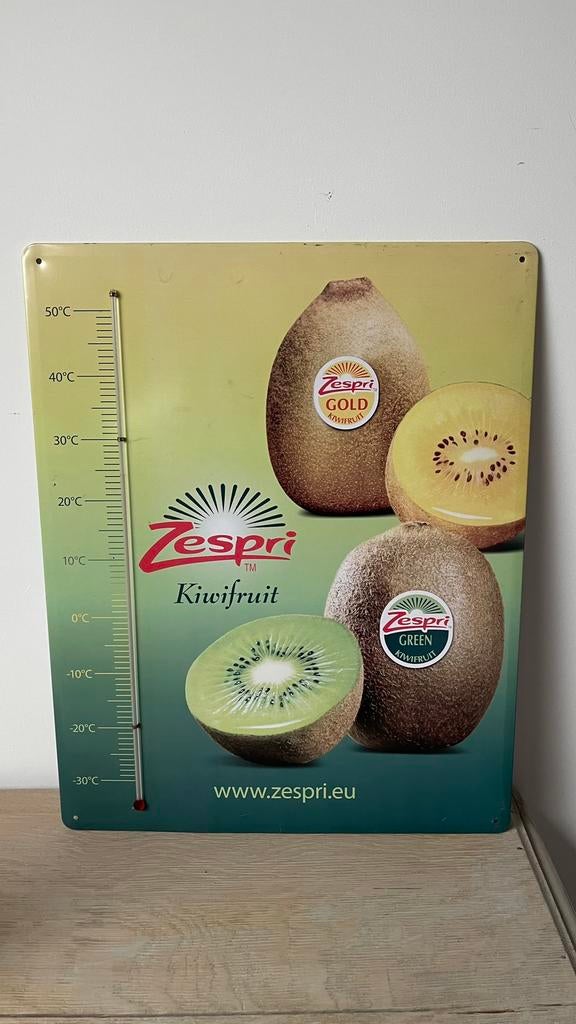 50°C
40°C
30°C
20°C
10°C
0°C
-10°C
-20°C
-30°C
Zespri
GOLD
KIWIFRUIT
Zespri
TM
Kiwifruit
Zespri
GREEN
KIWIFRUIT
www.zespri.eu